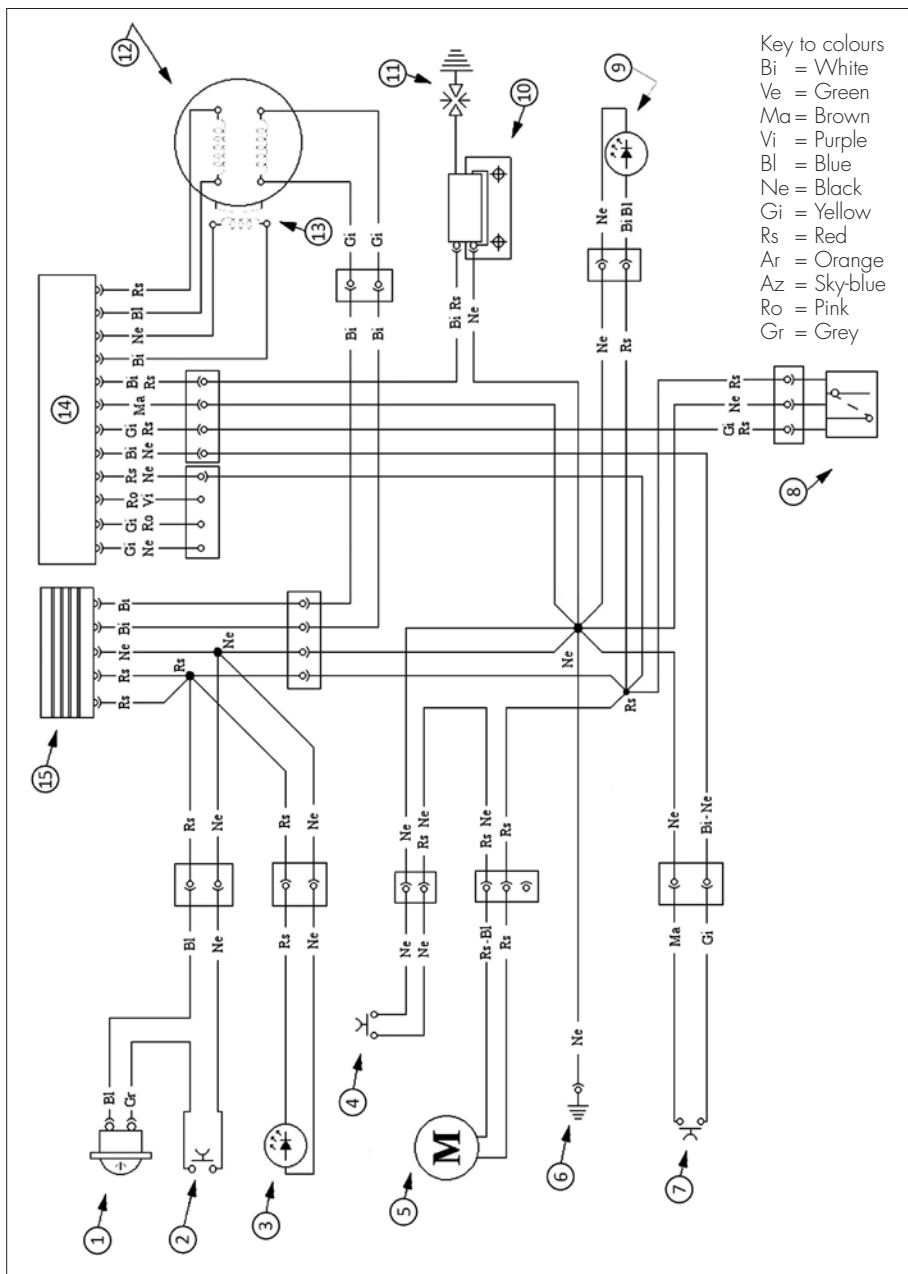 Key to colours
Bi = White
Ve = Green
Ma = Brown
Vi = Purple
Bl = Blue
Ne = Black
Gi = Yellow
Rs = Red
Ar = Orange
Az = Sky-blue
Ro = Pink
Gr = Grey
12
11
10
9
13
14
15
8
1
2
3
4
5
6
7
Rs
Bl
Ne
Bi
Bi Rs
Ma
Gi Rs
Bi Ne
Rs Ne
Ro Vi
Gi Ro
Gi Ne
Gi
Gi
Bi
Bi
Bi Rs
Ne
Ne
Bi Bl
Ne
Rs
Rs
Ne
Gi Rs
Bi
Bi
Ne
Rs
Rs
Rs
Ne
Rs
Ne
Bl
Ne
Bl
Gr
Rs
Ne
Rs
Ne
Ne
Rs Ne
Ne
Ne
Rs Ne
Rs
Rs-Bl
Rs
M
Ne
Rs
Ne
Ne
Bi-Ne
Ma
Gi